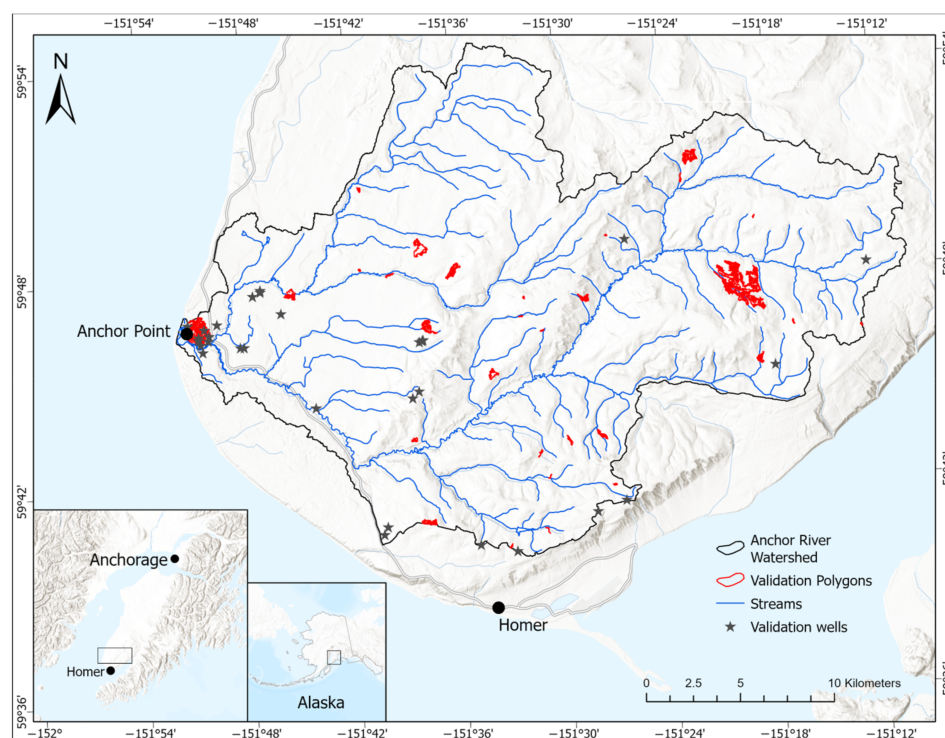 −151°54' −151°48' −151°42' −151°36' −151°30' −151°24' −151°18' −151°12'
N
59°54'
59°48'
Anchor Point
59°42'
Anchor River
Watershed
Validation Polygons
Streams
Validation wells
Anchorage
Homer
Homer
Alaska
0 2.5 5 10 Kilometers
59°36'
−152° −151°54' −151°48' −151°42' −151°36' −151°30' −151°24' −151°18' −151°12'